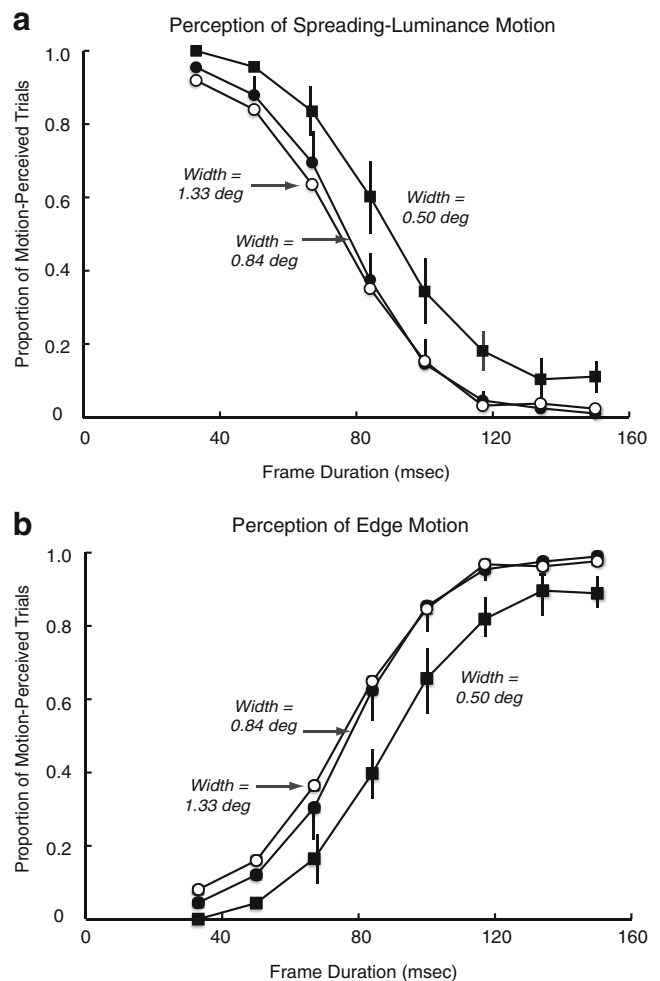 a
Perception of Spreading-Luminance Motion
Proportion of Motion-Perceived Trials
1.0
0.8
0.6
0.4
0.2
0
Width =
1.33 deg
Width =
0.84 deg
Width =
0.50 deg
0
40
80
120
160
Frame Duration (msec)
b
Perception of Edge Motion
Proportion of Motion-Perceived Trials
1.0
0.8
0.6
0.4
0.2
0
Width =
0.84 deg
Width =
1.33 deg
Width =
0.50 deg
0
40
80
120
160
Frame Duration (msec)